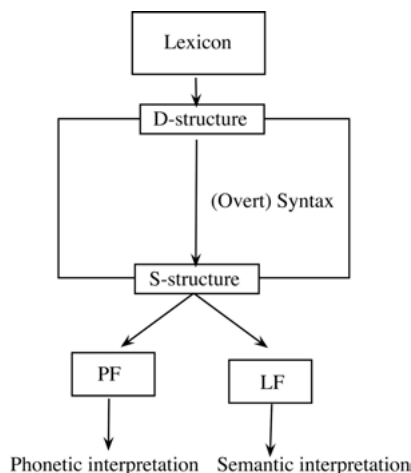 Lexicon
D-structure
(Overt) Syntax
S-structure
PF
LF
Phonetic interpretation
Semantic interpretation